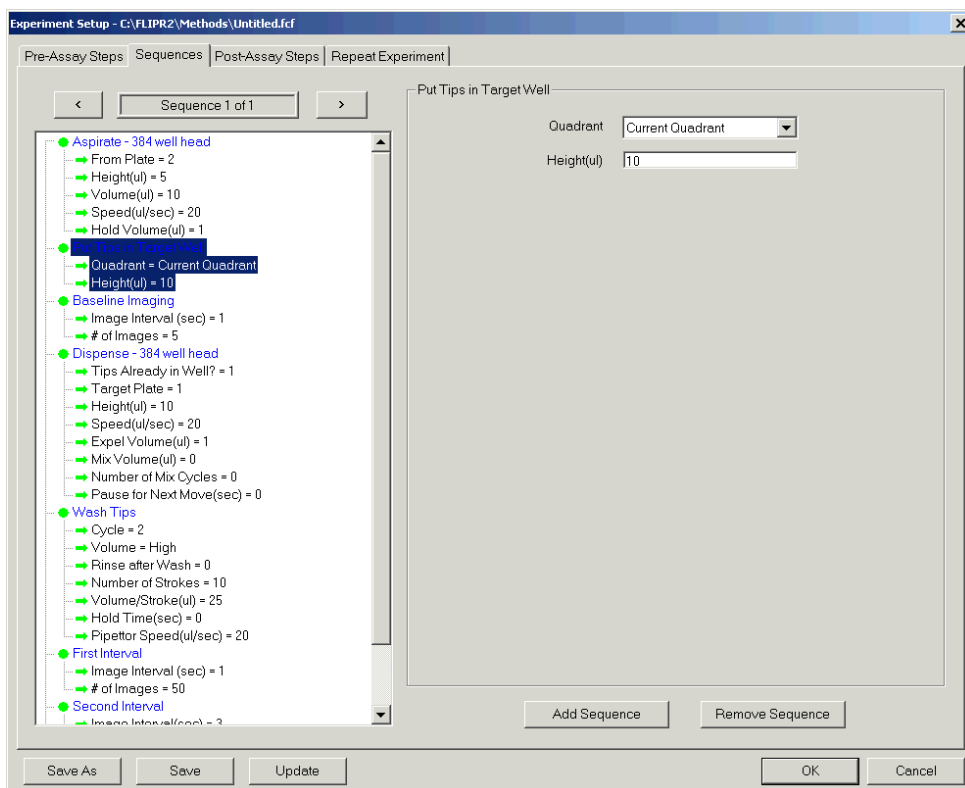 Experiment Setup - C:\FLIPR2\Methods\Untitled.fcf
Pre-Assay Steps Sequences Post-Assay Steps Repeat Experiment
< Sequence 1 of 1 >
Aspirate - 384 well head
From Plate = 2
Height(ul) = 5
Volume(ul) = 10
Speed(ul/sec) = 20
Hold Volume(ul) = 1
Put Tips in Target Well
Quadrant = Current Quadrant
Height(ul) = 10
Baseline Imaging
Image Interval (sec) = 1
# of Images = 5
Dispense - 384 well head
Tips Already in Well? = 1
Target Plate = 1
Height(ul) = 10
Speed(ul/sec) = 20
Expel Volume(ul) = 1
Mix Volume(ul) = 0
Number of Mix Cycles = 0
Pause for Next Move(sec) = 0
Wash Tips
Cycle = 2
Volume = High
Rinse after Wash = 0
Number of Strokes = 10
Volume/Stroke(ul) = 25
Hold Time(sec) = 0
Pipettor Speed(ul/sec) = 20
First Interval
Image Interval (sec) = 1
# of Images = 50
Second Interval
Image Interval(sec) = 3
Put Tips in Target Well
Quadrant Current Quadrant
Height(ul) 10
Add Sequence Remove Sequence
Save As Save Update OK Cancel